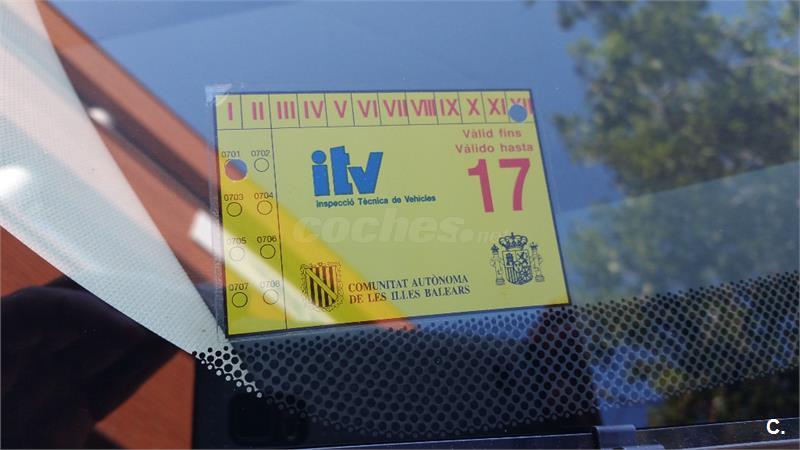 I II III IV V VI VII VIII IX X XI XII
Vàlid fins
Válido hasta
17
0701 0702
0703 0704
0705 0706
0707 0708
itv
Inspecció Tècnica de Vehicles
coches.net
COMUNITAT AUTÒNOMA
DE LES ILLES BALEARS
C.